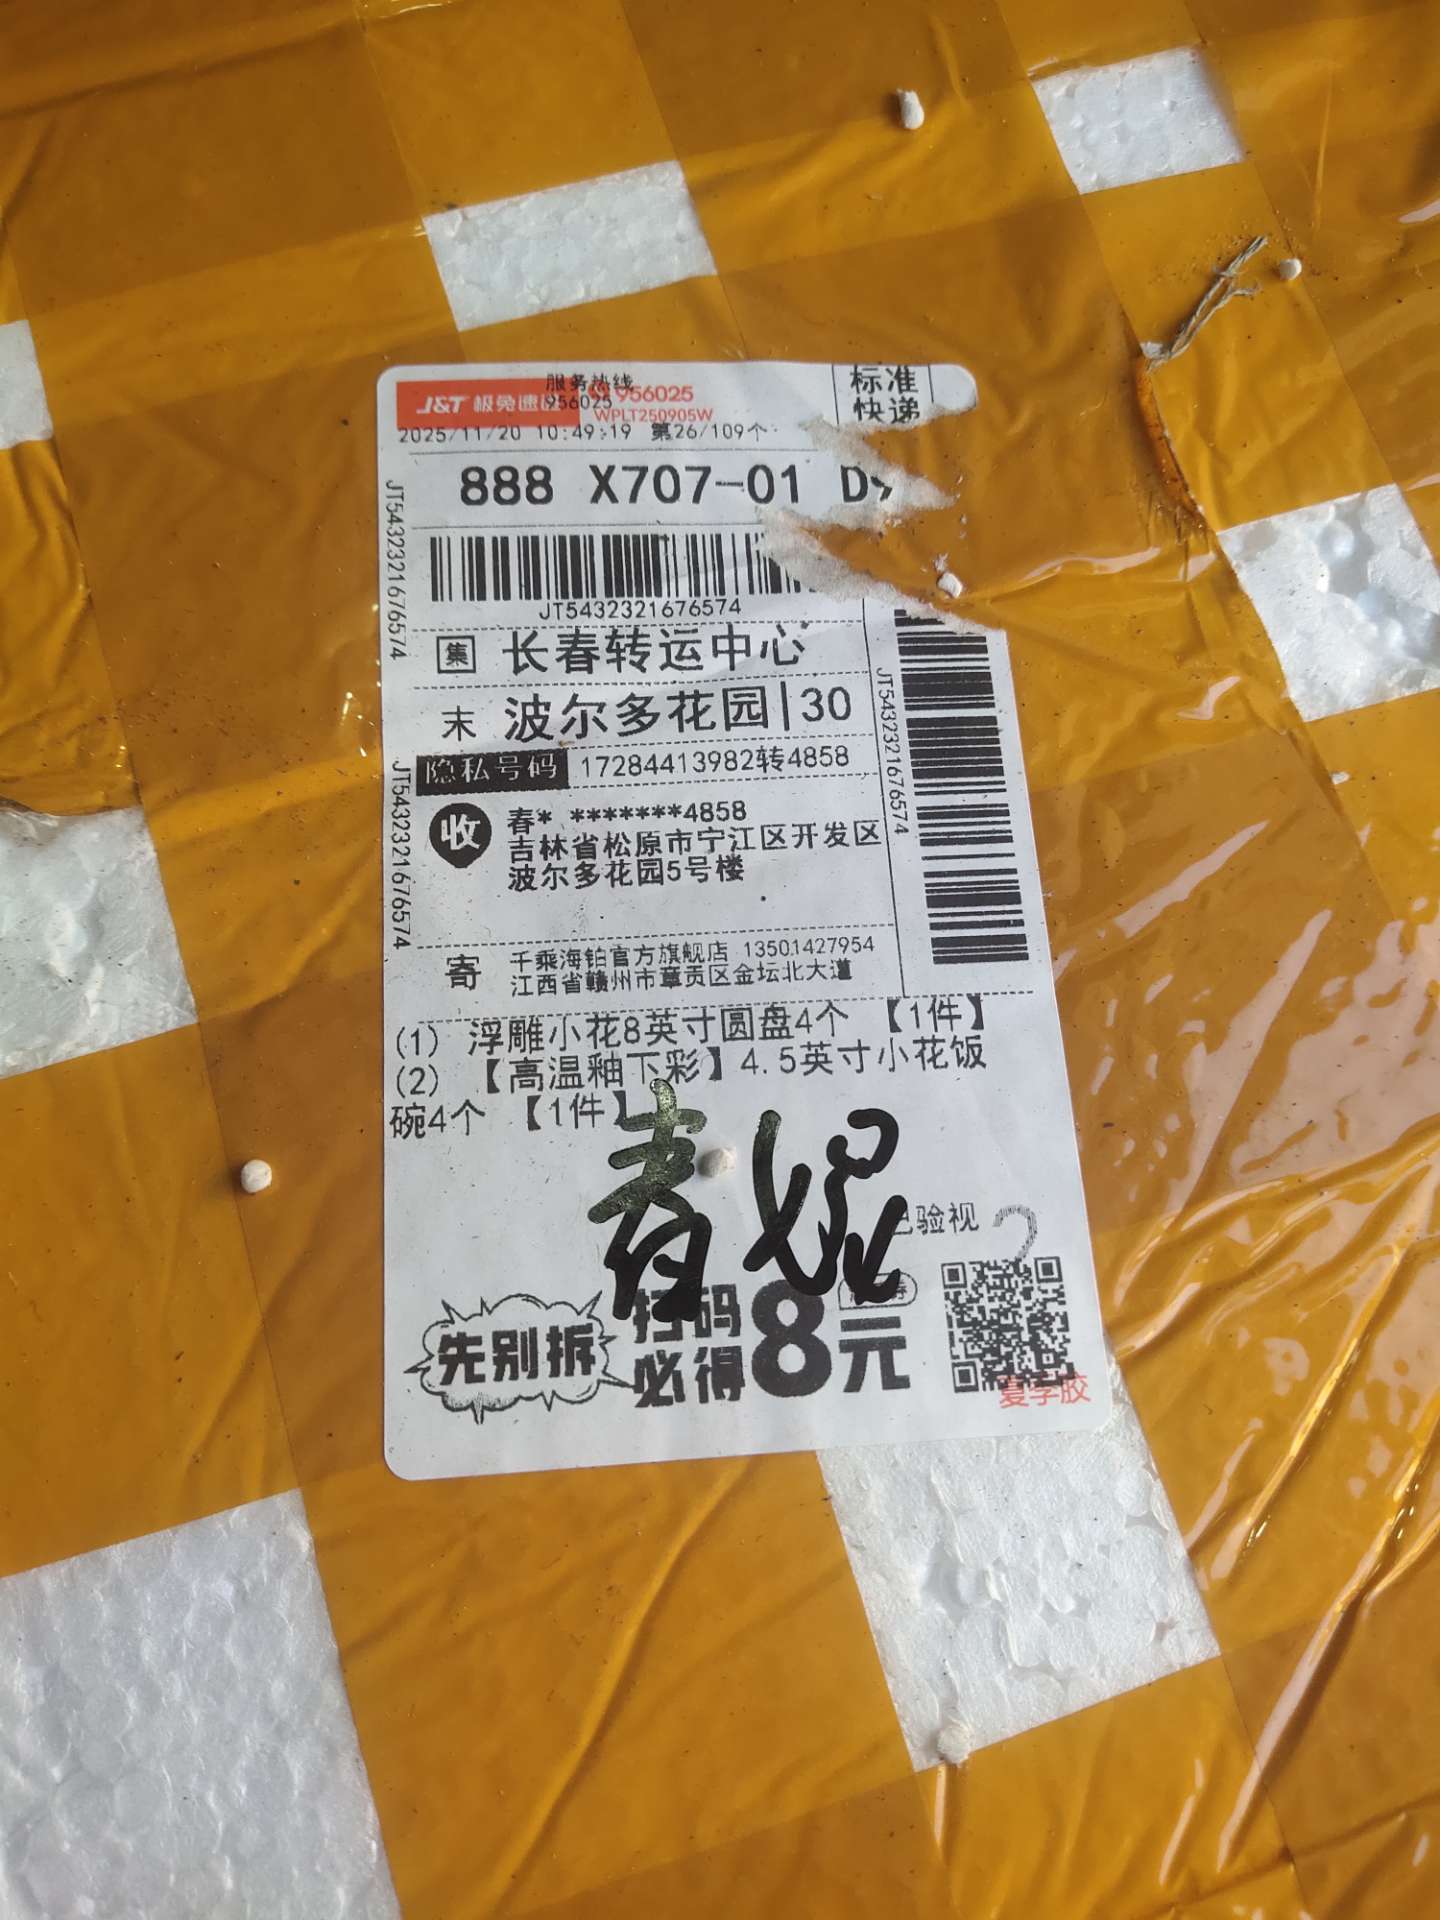 J&T 极兔速递
服务热线
956025
956025
WPLT250905W
标准
快递
2025/11/20 10:49:19 第26/109个
888 X707-01
JT5432321676574
JT5432321676574
集 长春转运中心
末 波尔多花园|30
JT5432321676574
隐私号码 17284413982转4858
JT5432321676574
收 春* *******4858
吉林省松原市宁江区开发区
波尔多花园5号楼
寄 千乘海铂官方旗舰店 13501427954
江西省赣州市章贡区金坛北大道
(1) 浮雕小花8英寸圆盘4个 【1件】
(2) 【高温釉下彩】4.5英寸小花饭
碗4个 【1件】
春
验视
先别拆
扫码
必得8元
夏季胶